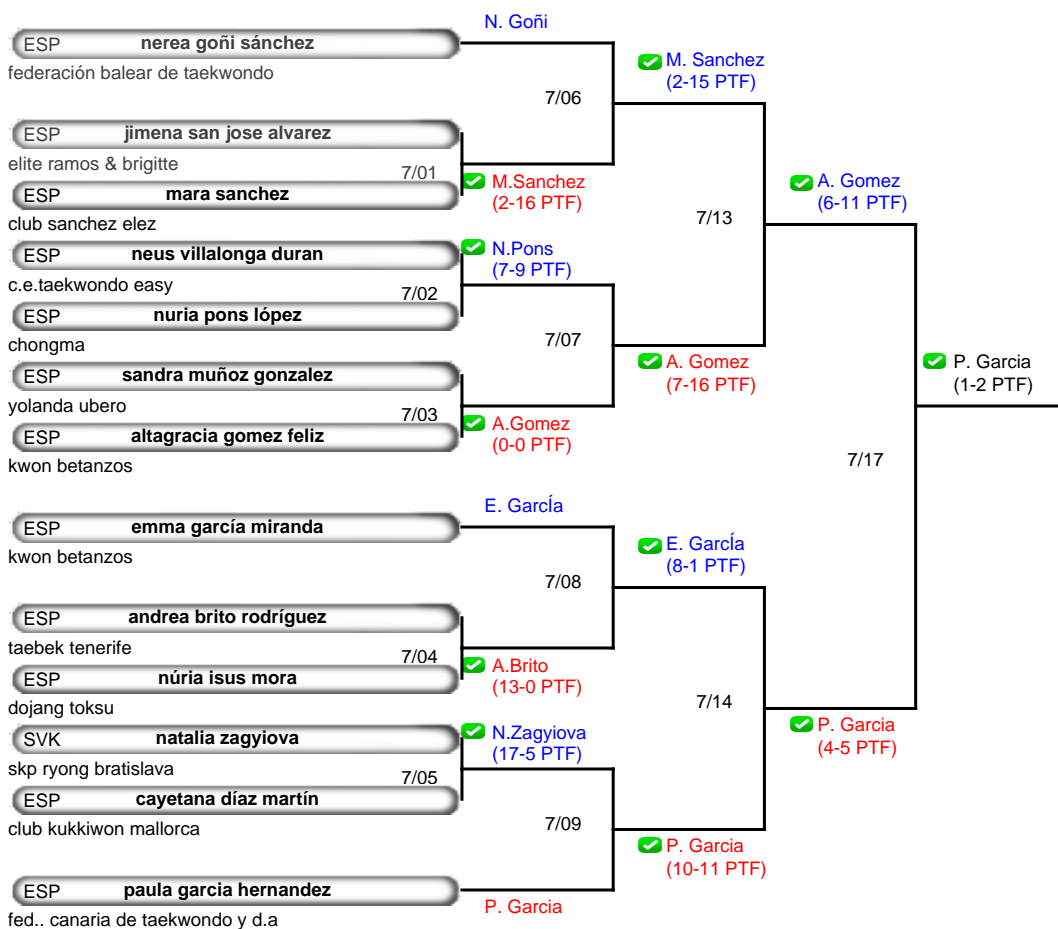 N. Goñi
ESP nerea goñi sánchez
federación balear de taekwondo
M. Sanchez
(2-15 PTF)
7/06
ESP jimena san jose alvarez
elite ramos & brigitte
7/01
M.Sanchez
(2-16 PTF)
ESP mara sanchez
club sanchez elez
A. Gomez
(6-11 PTF)
7/13
ESP neus villalonga duran
c.e.taekwondo easy
N.Pons
(7-9 PTF)
7/02
ESP nuria pons lópez
chongma
7/07
A. Gomez
(7-16 PTF)
ESP sandra muñoz gonzalez
yolanda ubero
7/03
A.Gomez
(0-0 PTF)
ESP altagracia gomez feliz
kwon betanzos
P. Garcia
(1-2 PTF)
7/17
E. GarcÍa
ESP emma garcía miranda
kwon betanzos
E. GarcÍa
(8-1 PTF)
7/08
ESP andrea brito rodríguez
taebek tenerife
7/04
A.Brito
(13-0 PTF)
ESP núria isus mora
dojang toksu
7/14
P. Garcia
(4-5 PTF)
SVK natalia zagyiova
skp ryong bratislava
N.Zagyiova
(17-5 PTF)
7/05
ESP cayetana díaz martín
club kukkiwon mallorca
7/09
P. Garcia
(10-11 PTF)
ESP paula garcia hernandez
fed.. canaria de taekwondo y d.a
P. Garcia